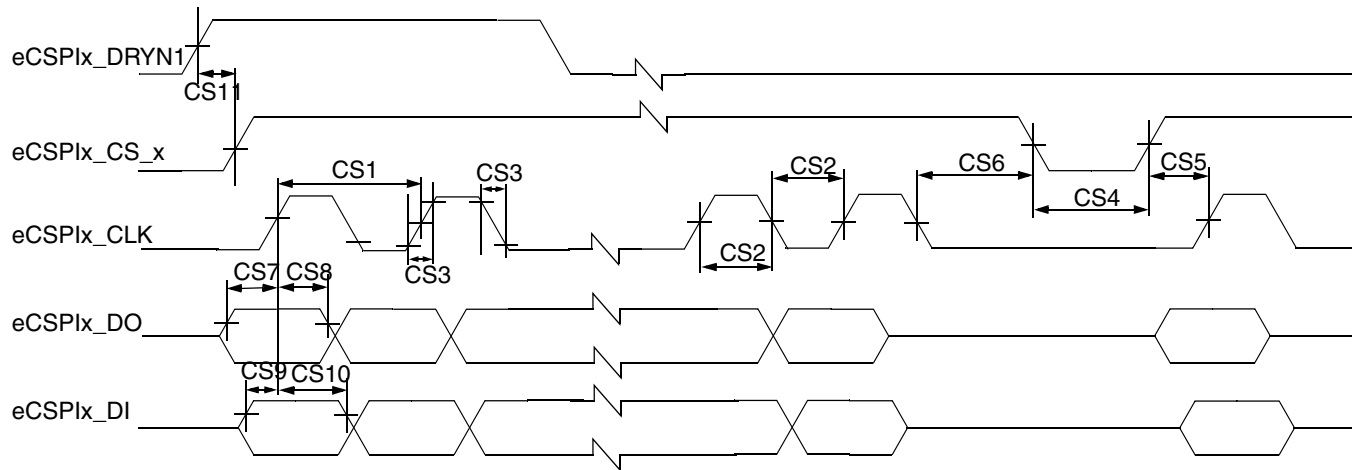 eCSPIx_DRYN1
CS11
eCSPIx_CS_x
CS1
CS3
CS2
CS6
CS5
CS4
eCSPIx_CLK
CS3
CS2
CS7
CS8
eCSPIx_DO
CS9
CS10
eCSPIx_DI